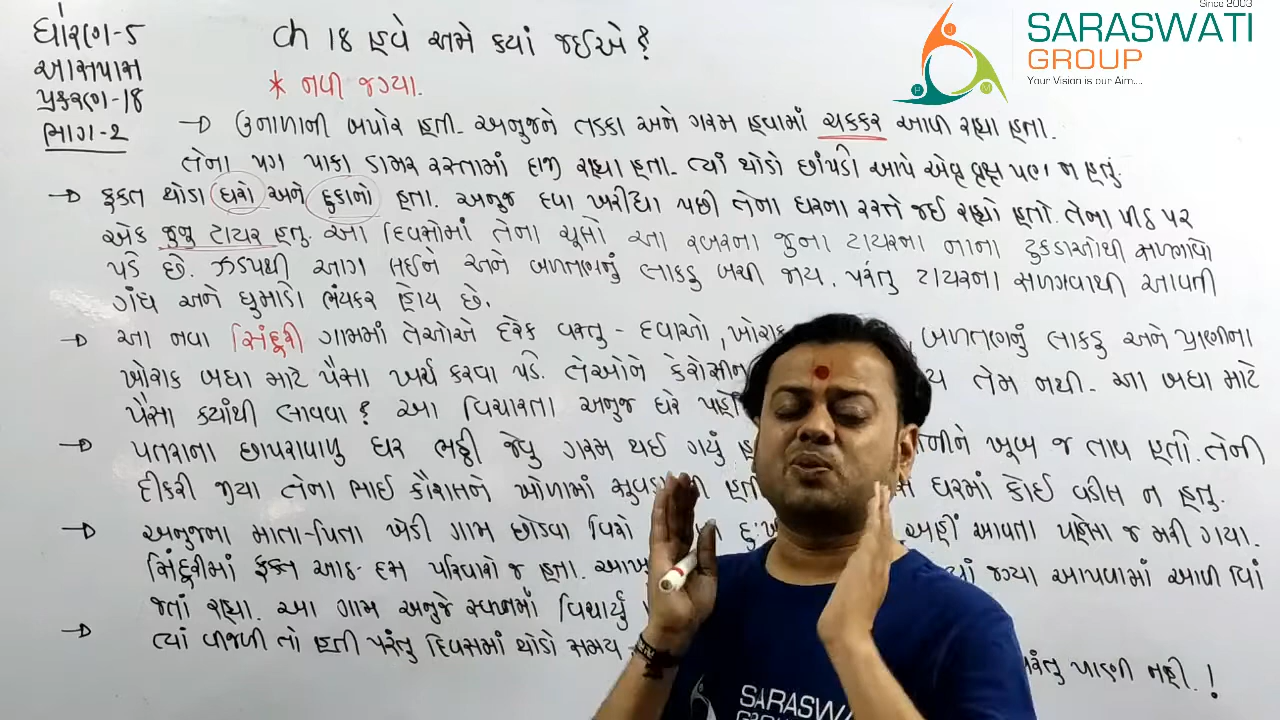 ધોરણ-5
આસપાસ
પ્રકરણ-18
ભાગ-2
ch 18 હવે અમે ક્યાં જઈએ?
* નવી જગ્યા.
→ ઉનાળાની બપોર હતી. અનુજને તડકા અને ગરમ હવામાં ચક્કર આવી રહ્યા હતા.
તેના પગ પાકા ડામર રસ્તામાં દાઝી રહ્યા હતા. ત્યાં થોડો છાંયડો આપે એવું વૃક્ષ પણ ન હતું.
→ ફક્ત થોડા ઘરો અને દુકાનો હતા. અનુજ દવા ખરીદ્યા પછી તેના ઘરના રસ્તે જઈ રહ્યો હતો. તેના પીઠ પર
એક જુનુ ટાયર હતુ. આ દિવસોમાં તેના ચૂલો આ રબરના જુના ટાયરના નાના ટુકડાઓથી સળગાવો
પડે છે. ઝડપથી આગ લઈને અને બળતણનું લાકડુ બચી જાય. પરંતુ ટાયરના સળગવાથી આવતી
ગંધ અને ધુમાડો ભયંકર હોય છે.
→ આ નવા સિંદૂરી ગામમાં તેઓએ દરેક વસ્તુ - દવાઓ, , બળતણનું લાકડુ અને પ્રાણીના
ખોરાક બધા માટે પૈસા ખર્ચ કરવા પડે. તેઓને કેરોસીન તેમ નથી. આ બધા માટે
પૈસા ક્યાંથી લાવવા? આ વિચારતા અનુજ ઘરે
→ પતરાના છાપરાવાળુ ઘર ભઠ્ઠી જેવુ ગરમ થઈ ગયું ખૂબ જ તાવ હતો. તેની
દીકરી જીયા તેના ભાઈ કૌશલને ખોળામાં ઘરમાં કોઈ વડીલ ન હતુ.
→ અનુજના માતા-પિતા ખેડી ગામ છોડવા વિશે અહીં આવતા પહેલા જ મરી ગયા.
સિંદૂરીમાં ફક્ત આઠ-દસ પરિવારો જ હતા. જગ્યા આપવામાં આવી ત્યાં
જતાં રહ્યા. આ ગામ અનુજે સ્વપ્નમાં વિચાર્યુ
→ ત્યાં વીજળી તો હતી પરંતુ દિવસમાં થોડો સમય પરંતુ પાણી નહી.!
Since 2003
SARASWATI
GROUP
Your Vision is our Aim....
J
P
M
SARASWA